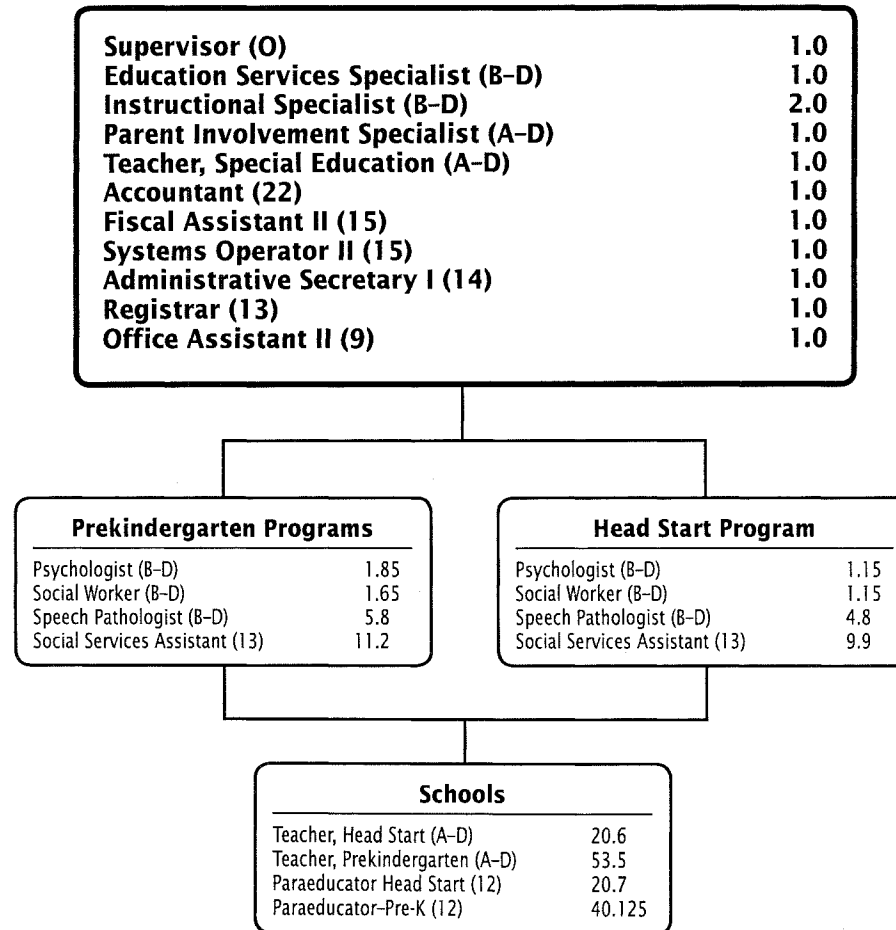 Supervisor (O) 1.0
Education Services Specialist (B–D) 1.0
Instructional Specialist (B–D) 2.0
Parent Involvement Specialist (A–D) 1.0
Teacher, Special Education (A–D) 1.0
Accountant (22) 1.0
Fiscal Assistant II (15) 1.0
Systems Operator II (15) 1.0
Administrative Secretary I (14) 1.0
Registrar (13) 1.0
Office Assistant II (9) 1.0
Prekindergarten Programs
Psychologist (B–D) 1.85
Social Worker (B–D) 1.65
Speech Pathologist (B–D) 5.8
Social Services Assistant (13) 11.2
Head Start Program
Psychologist (B–D) 1.15
Social Worker (B–D) 1.15
Speech Pathologist (B–D) 4.8
Social Services Assistant (13) 9.9
Schools
Teacher, Head Start (A–D) 20.6
Teacher, Prekindergarten (A–D) 53.5
Paraeducator Head Start (12) 20.7
Paraeducator–Pre-K (12) 40.125